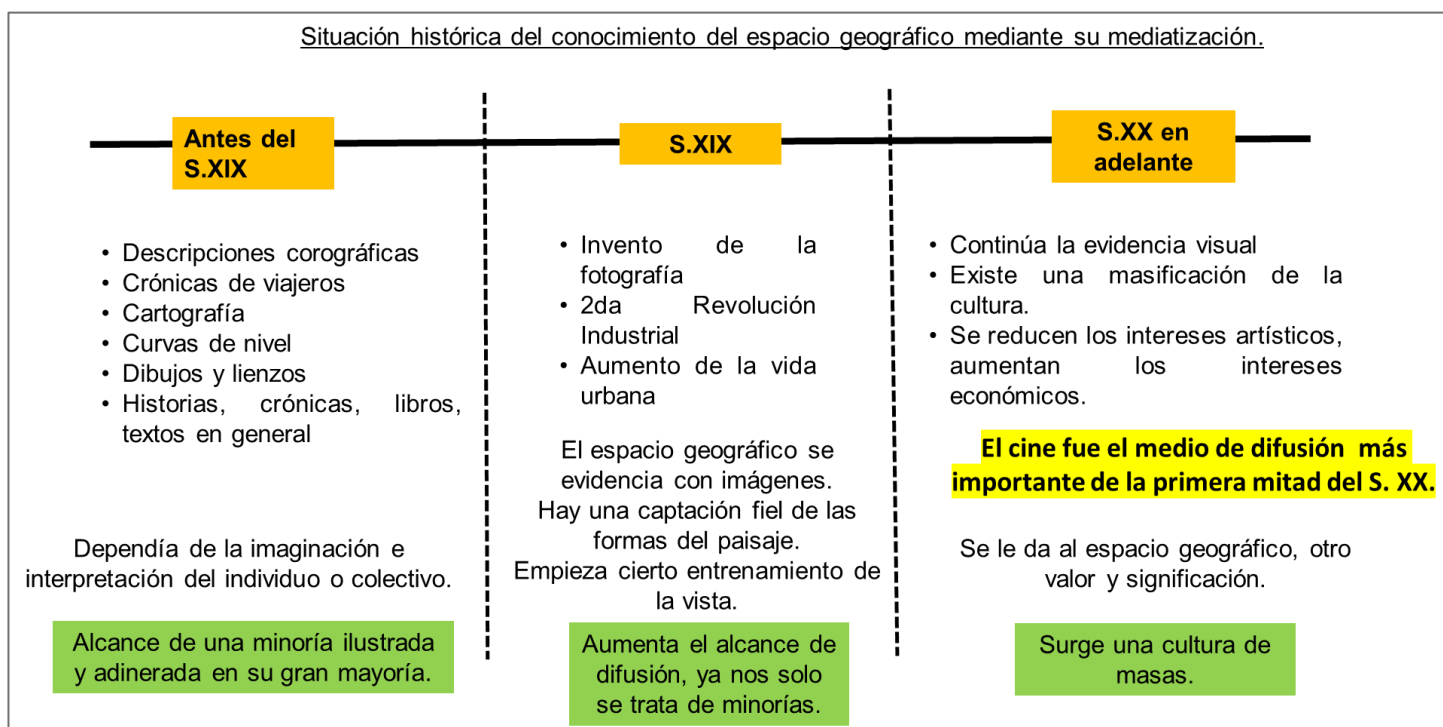 Situación histórica del conocimiento del espacio geográfico mediante su mediatización.
Antes del
S.XIX
• Descripciones corográficas
• Crónicas de viajeros
• Cartografía
• Curvas de nivel
• Dibujos y lienzos
• Historias, crónicas, libros,
textos en general
Dependía de la imaginación e
interpretación del individuo o colectivo.
Alcance de una minoría ilustrada
y adinerada en su gran mayoría.
S.XIX
• Invento de la
fotografía
• 2da Revolución
Industrial
• Aumento de la vida
urbana
El espacio geográfico se
evidencia con imágenes.
Hay una captación fiel de las
formas del paisaje.
Empieza cierto entrenamiento de
la vista.
Aumenta el alcance de
difusión, ya nos solo
se trata de minorías.
S.XX en
adelante
• Continúa la evidencia visual
• Existe una masificación de la
cultura.
• Se reducen los intereses artísticos,
aumentan los intereses
económicos.
El cine fue el medio de difusión más
importante de la primera mitad del S. XX.
Se le da al espacio geográfico, otro
valor y significación.
Surge una cultura de
masas.